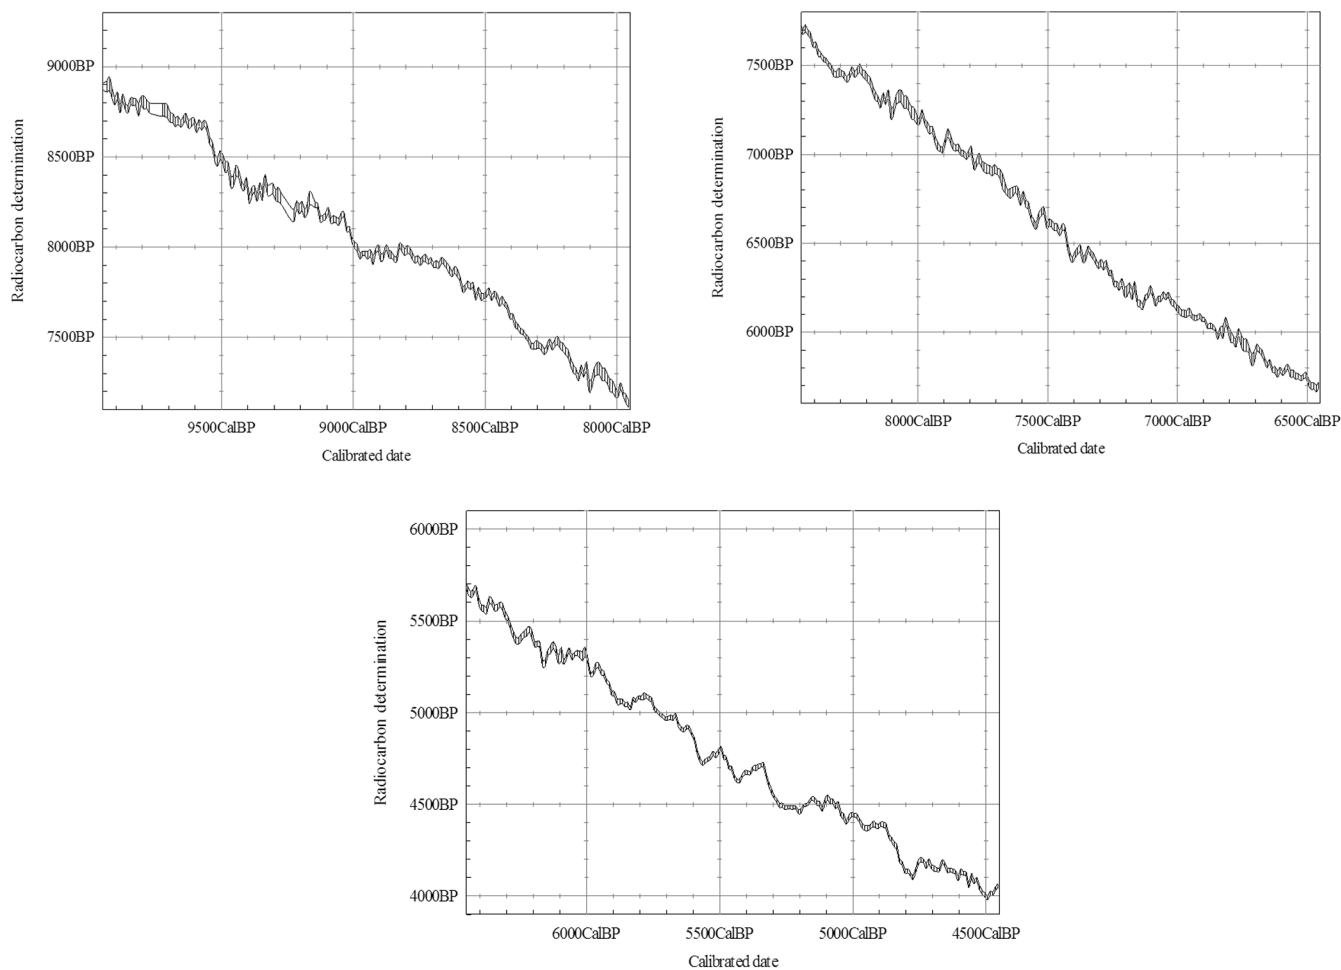 9000BP
8500BP
8000BP
7500BP
Radiocarbon determination
9500CalBP 9000CalBP 8500CalBP 8000CalBP
Calibrated date
7500BP
7000BP
6500BP
6000BP
Radiocarbon determination
8000CalBP 7500CalBP 7000CalBP 6500CalBP
Calibrated date
6000BP
5500BP
5000BP
4500BP
4000BP
Radiocarbon determination
6000CalBP 5500CalBP 5000CalBP 4500CalBP
Calibrated date